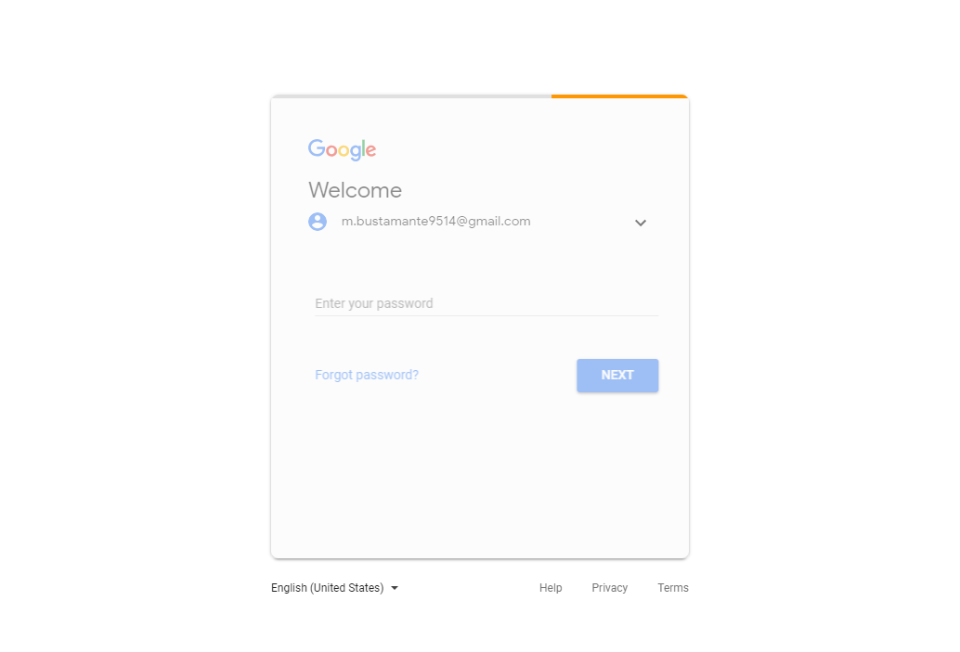 Google
Welcome
m.bustamante9514@gmail.com
Enter your password
Forgot password?
NEXT
English (United States)
Help
Privacy
Terms